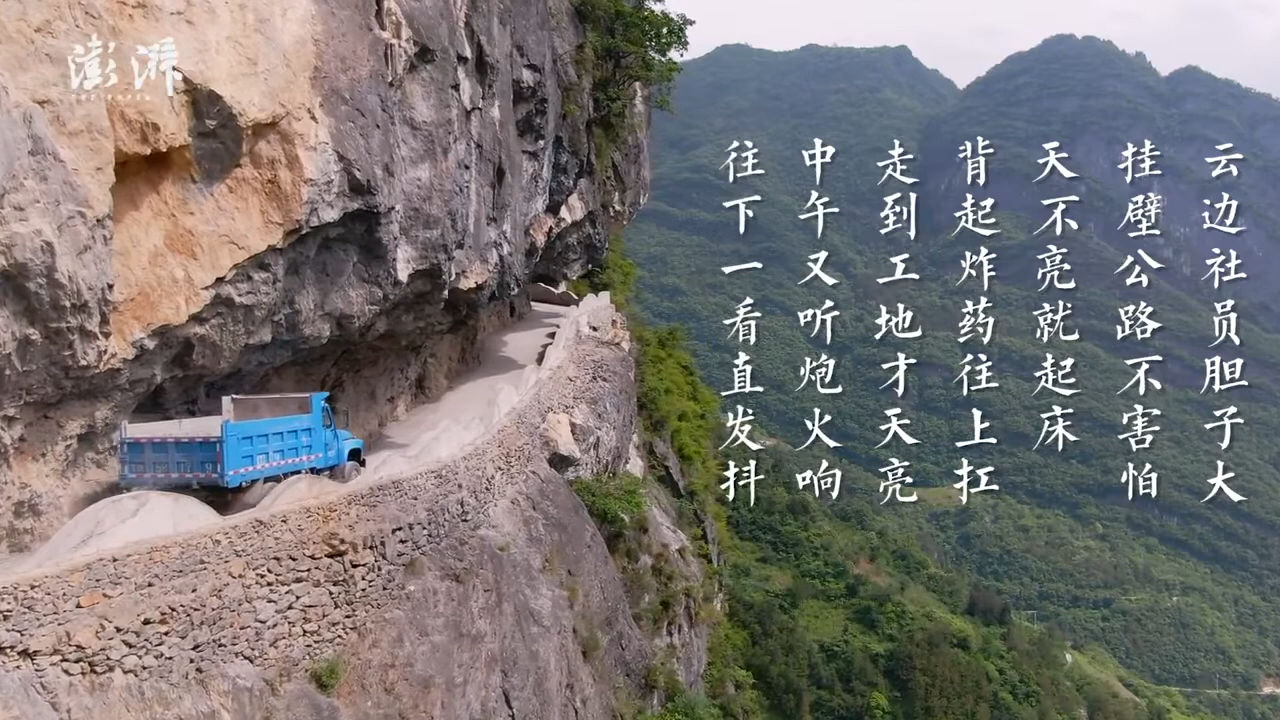 澎湃
云边社员胆子大
挂壁公路不害怕
天不亮就起床
背起炸药往上扛
走到工地才天亮
中午又听炮火响
往下一看直发抖